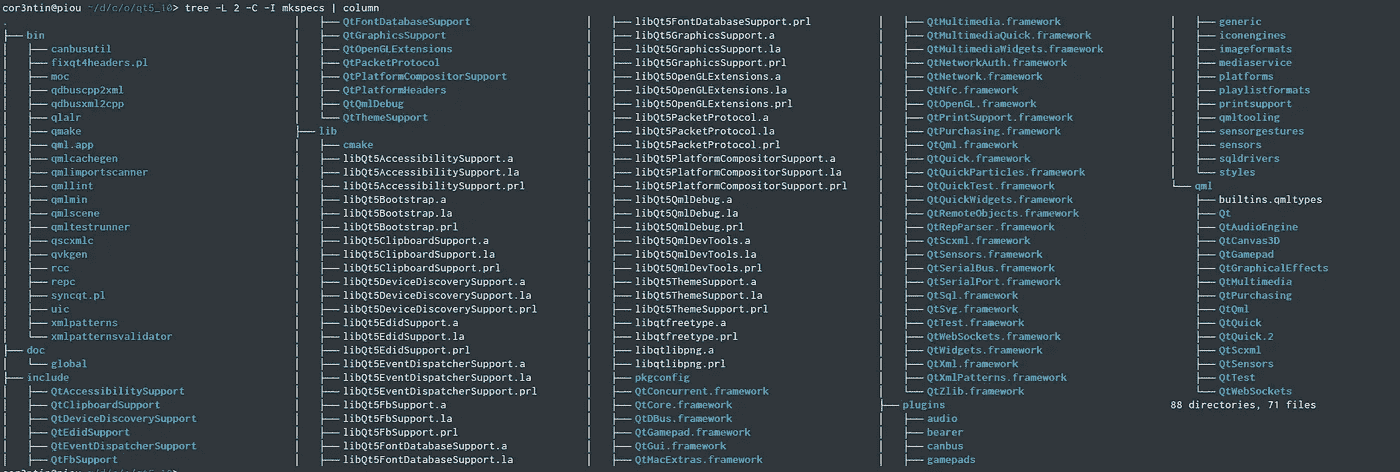 cor3ntin@piou ~/d/c/o/qt5_10> tree -L 2 -C -I mkspecs | column
.
├── bin
│   ├── canbusutil
│   ├── fixqt4headers.pl
│   ├── moc
│   ├── qdbuscpp2xml
│   ├── qdbusxml2cpp
│   ├── qlalr
│   ├── qmake
│   ├── qml.app
│   ├── qmlcachegen
│   ├── qmlimportscanner
│   ├── qmllint
│   ├── qmlmin
│   ├── qmlscene
│   ├── qmltestrunner
│   ├── qscxmlc
│   ├── qvkgen
│   ├── rcc
│   ├── repc
│   ├── syncqt.pl
│   ├── uic
│   ├── xmlpatterns
│   └── xmlpatternsvalidator
├── doc
│   └── global
├── include
│   ├── QtAccessibilitySupport
│   ├── QtClipboardSupport
│   ├── QtDeviceDiscoverySupport
│   ├── QtEdidSupport
│   ├── QtEventDispatcherSupport
│   ├── QtFbSupport
│   ├── QtFontDatabaseSupport
│   ├── QtGraphicsSupport
│   ├── QtOpenGLExtensions
│   ├── QtPacketProtocol
│   ├── QtPlatformCompositorSupport
│   ├── QtPlatformHeaders
│   ├── QtQmlDebug
│   └── QtThemeSupport
├── lib
│   ├── cmake
│   ├── libQt5AccessibilitySupport.a
│   ├── libQt5AccessibilitySupport.la
│   ├── libQt5AccessibilitySupport.prl
│   ├── libQt5Bootstrap.a
│   ├── libQt5Bootstrap.la
│   ├── libQt5Bootstrap.prl
│   ├── libQt5ClipboardSupport.a
│   ├── libQt5ClipboardSupport.la
│   ├── libQt5ClipboardSupport.prl
│   ├── libQt5DeviceDiscoverySupport.a
│   ├── libQt5DeviceDiscoverySupport.la
│   ├── libQt5DeviceDiscoverySupport.prl
│   ├── libQt5EdidSupport.a
│   ├── libQt5EdidSupport.la
│   ├── libQt5EdidSupport.prl
│   ├── libQt5EventDispatcherSupport.a
│   ├── libQt5EventDispatcherSupport.la
│   ├── libQt5EventDispatcherSupport.prl
│   ├── libQt5FbSupport.a
│   ├── libQt5FbSupport.la
│   ├── libQt5FbSupport.prl
│   ├── libQt5FontDatabaseSupport.a
│   ├── libQt5FontDatabaseSupport.la
│   ├── libQt5FontDatabaseSupport.prl
│   ├── libQt5GraphicsSupport.a
│   ├── libQt5GraphicsSupport.la
│   ├── libQt5GraphicsSupport.prl
│   ├── libQt5OpenGLExtensions.a
│   ├── libQt5OpenGLExtensions.la
│   ├── libQt5OpenGLExtensions.prl
│   ├── libQt5PacketProtocol.a
│   ├── libQt5PacketProtocol.la
│   ├── libQt5PacketProtocol.prl
│   ├── libQt5PlatformCompositorSupport.a
│   ├── libQt5PlatformCompositorSupport.la
│   ├── libQt5PlatformCompositorSupport.prl
│   ├── libQt5QmlDebug.a
│   ├── libQt5QmlDebug.la
│   ├── libQt5QmlDebug.prl
│   ├── libQt5QmlDevTools.a
│   ├── libQt5QmlDevTools.la
│   ├── libQt5QmlDevTools.prl
│   ├── libQt5ThemeSupport.a
│   ├── libQt5ThemeSupport.la
│   ├── libQt5ThemeSupport.prl
│   ├── libqtfreetype.a
│   ├── libqtfreetype.prl
│   ├── libqtlibpng.a
│   ├── libqtlibpng.prl
│   ├── pkgconfig
│   ├── QtConcurrent.framework
│   ├── QtCore.framework
│   ├── QtDBus.framework
│   ├── QtGamepad.framework
│   ├── QtGui.framework
│   ├── QtMacExtras.framework
│   ├── QtMultimedia.framework
│   ├── QtMultimediaQuick.framework
│   ├── QtMultimediaWidgets.framework
│   ├── QtNetworkAuth.framework
│   ├── QtNetwork.framework
│   ├── QtNfc.framework
│   ├── QtOpenGL.framework
│   ├── QtPrintSupport.framework
│   ├── QtPurchasing.framework
│   ├── QtQml.framework
│   ├── QtQuick.framework
│   ├── QtQuickParticles.framework
│   ├── QtQuickTest.framework
│   ├── QtQuickWidgets.framework
│   ├── QtRemoteObjects.framework
│   ├── QtRepParser.framework
│   ├── QtScxml.framework
│   ├── QtSensors.framework
│   ├── QtSerialBus.framework
│   ├── QtSerialPort.framework
│   ├── QtSql.framework
│   ├── QtSvg.framework
│   ├── QtTest.framework
│   ├── QtWebSockets.framework
│   ├── QtWidgets.framework
│   ├── QtXml.framework
│   ├── QtXmlPatterns.framework
│   └── QtZlib.framework
├── plugins
│   ├── audio
│   ├── bearer
│   ├── canbus
│   ├── gamepads
│   ├── generic
│   ├── iconengines
│   ├── imageformats
│   ├── mediaservice
│   ├── platforms
│   ├── playlistformats
│   ├── printsupport
│   ├── qmltooling
│   ├── sensorgestures
│   ├── sensors
│   ├── sqldrivers
│   └── styles
└── qml
    ├── builtins.qmltypes
    ├── Qt
    ├── QtAudioEngine
    ├── QtCanvas3D
    ├── QtGamepad
    ├── QtGraphicalEffects
    ├── QtMultimedia
    ├── QtPurchasing
    ├── QtQml
    ├── QtQuick
    ├── QtQuick.2
    ├── QtScxml
    ├── QtSensors
    ├── QtTest
    └── QtWebSockets
88 directories, 71 files